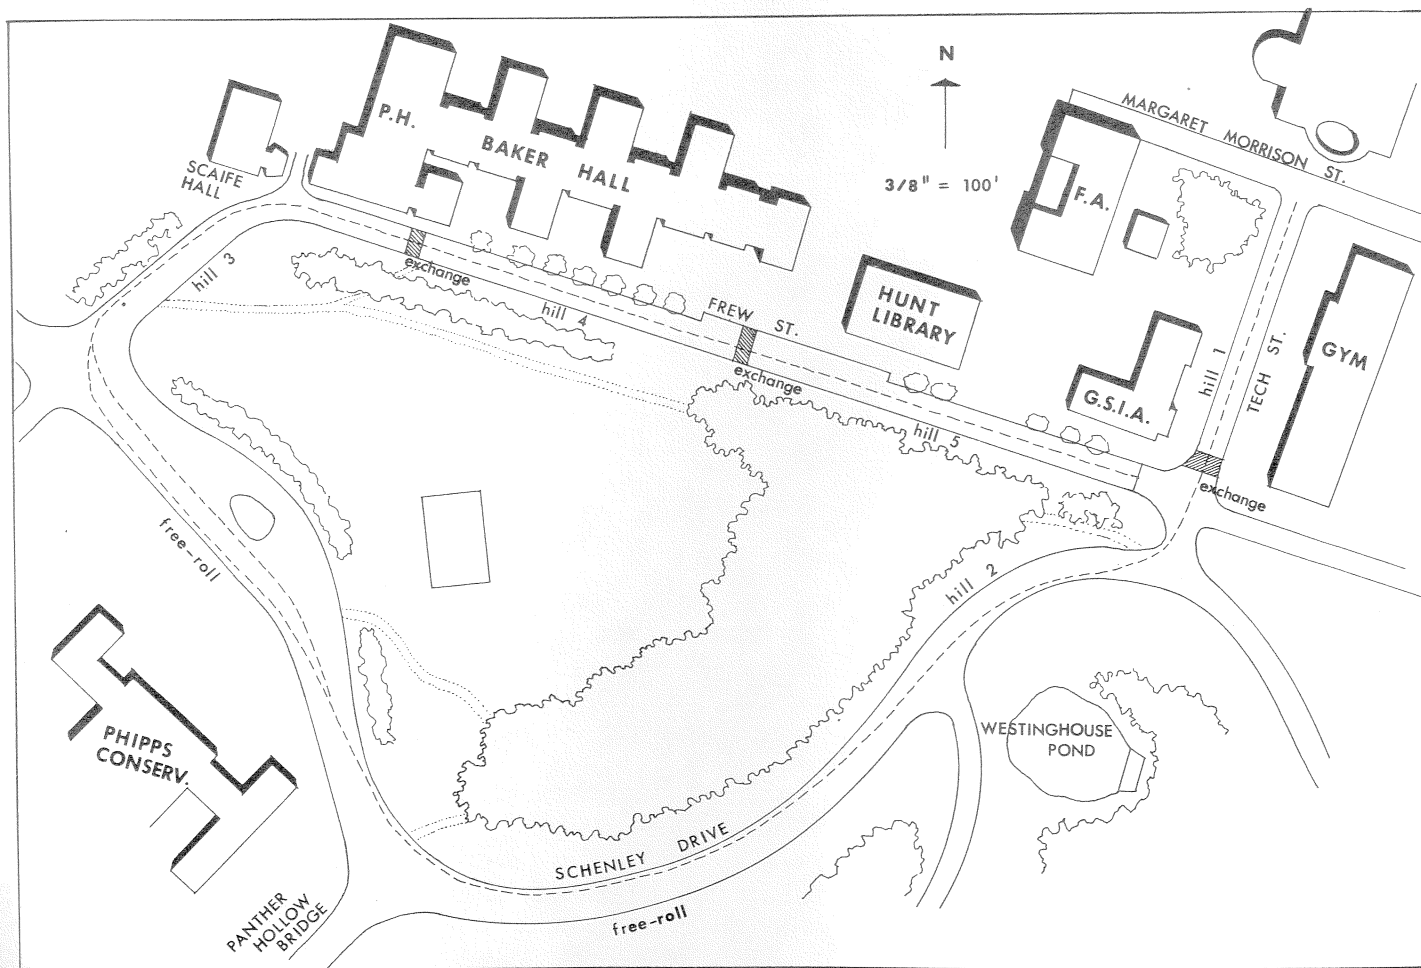 N
3/8" = 100'
MARGARET MORRISON ST.
P.H.
BAKER HALL
SCAIFE
HALL
F.A.
hill 3
exchange
hill 4
FREW ST.
exchange
HUNT
LIBRARY
hill 5
G.S.I.A.
hill 1
TECH ST.
GYM
exchange
hill 2
free-roll
PHIPPS
CONSERV.
WESTINGHOUSE
POND
SCHENLEY DRIVE
free-roll
PANTHER
HOLLOW
BRIDGE